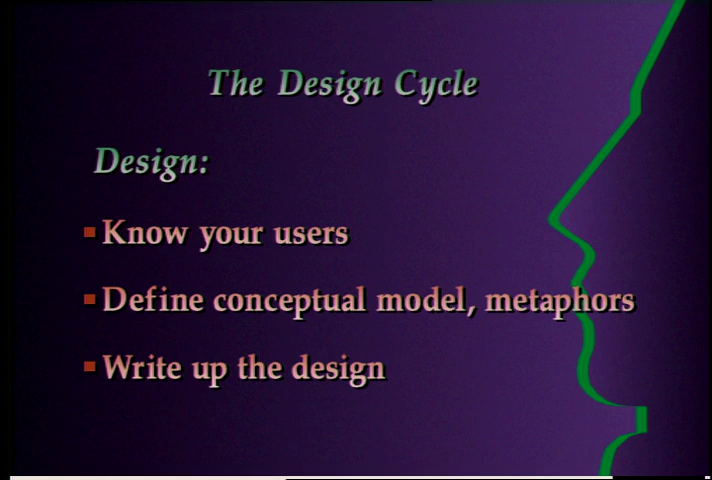 The Design Cycle
Design:
Know your users
Define conceptual model, metaphors
Write up the design